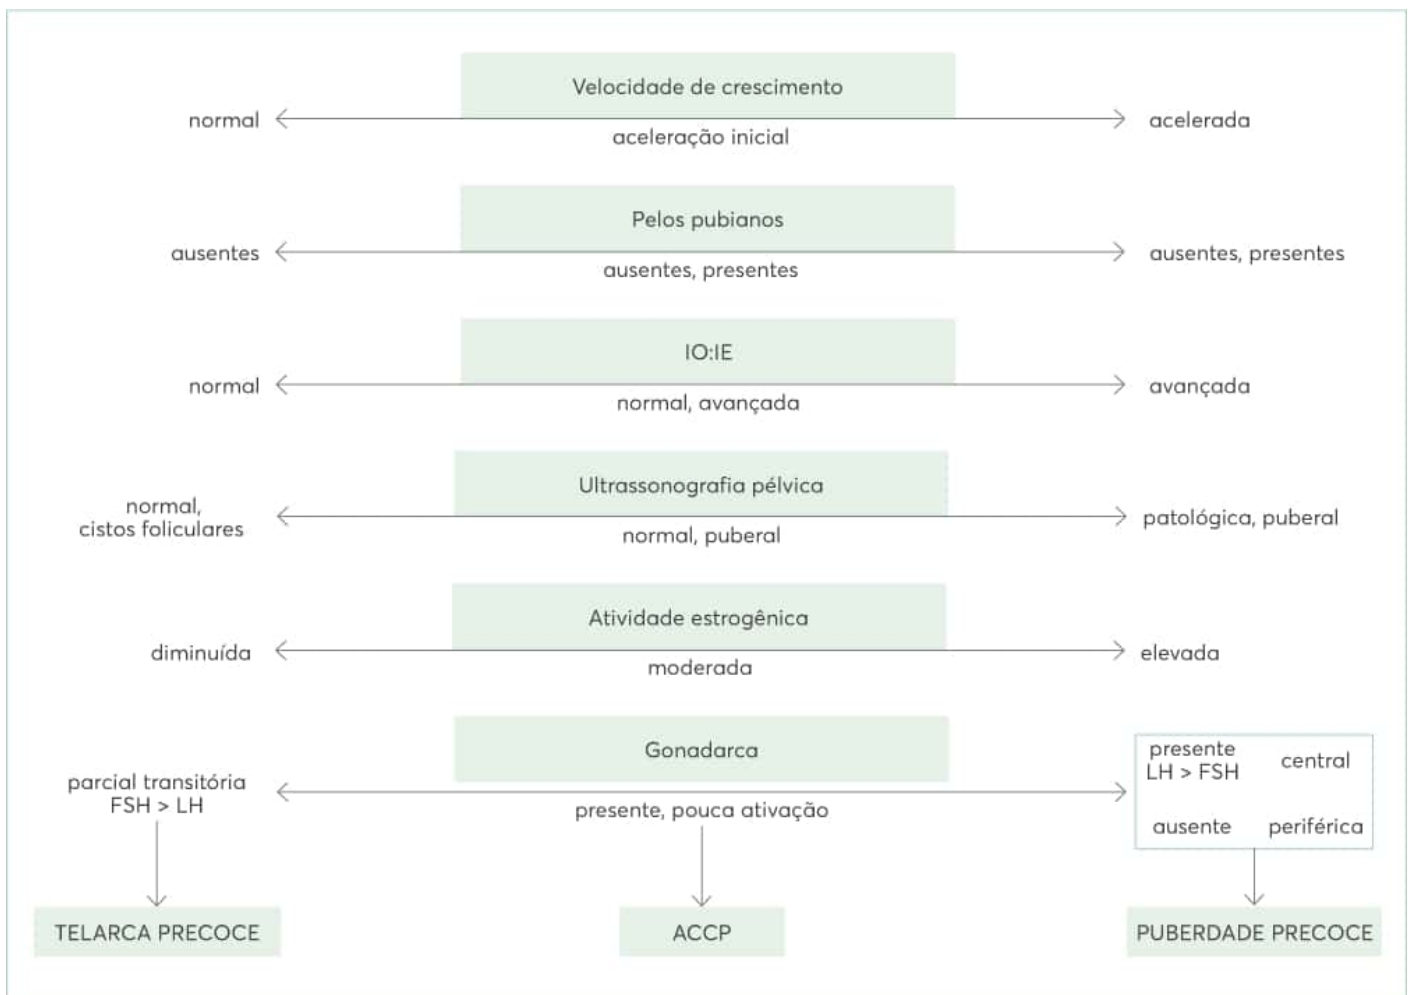 Velocidade de crescimento
normal
acelerada
aceleração inicial
Pelos pubianos
ausentes
ausentes, presentes
ausentes, presentes
IO:IE
normal
avançada
normal, avançada
Ultrassonografia pélvica
normal,
cistos foliculares
patológica, puberal
normal, puberal
Atividade estrogênica
diminuída
elevada
moderada
Gonadarca
parcial transitória
FSH > LH
presente, pouca ativação
presente
LH > FSH
central
ausente
periférica
TELARCA PRECOCE
ACCP
PUBERDADE PRECOCE